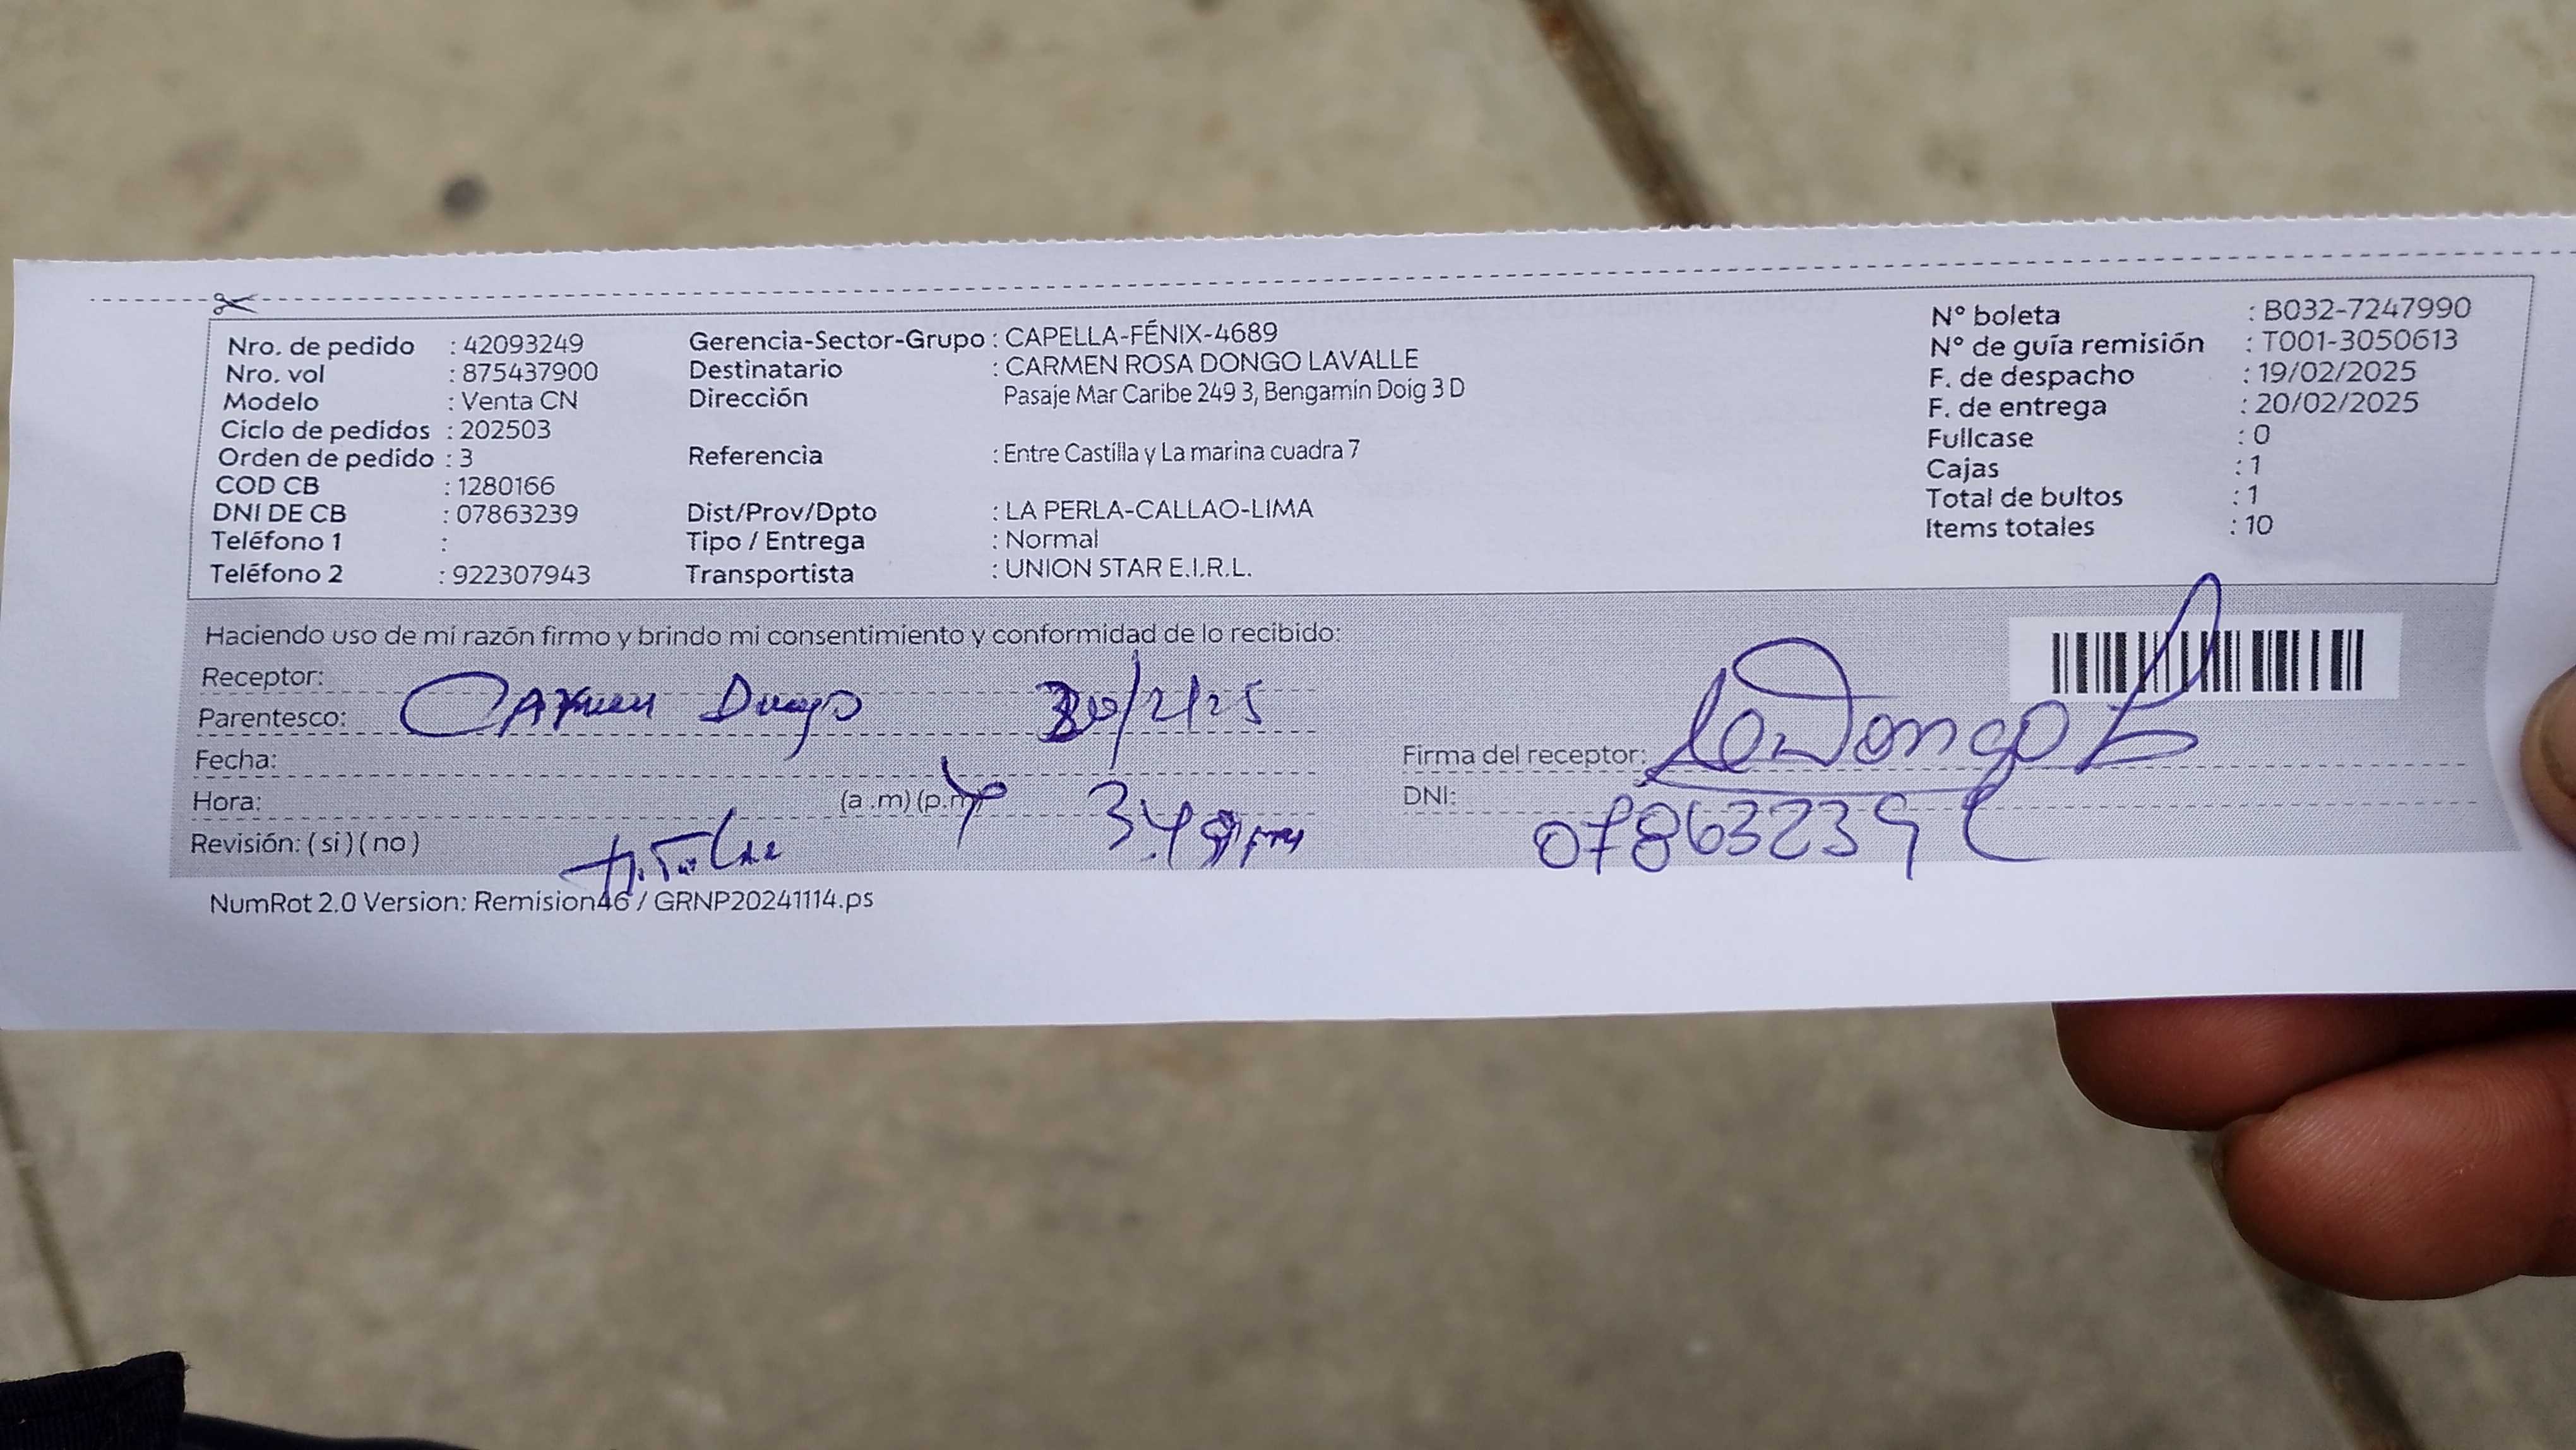 Nro. de pedido : 42093249
Nro. vol : 875437900
Modelo : Venta CN
Ciclo de pedidos : 202503
Orden de pedido : 3
COD CB : 1280166
DNI DE CB : 07863239
Teléfono 1 :
Teléfono 2 : 922307943
Gerencia-Sector-Grupo : CAPELLA-FÉNIX-4689
Destinatario : CARMEN ROSA DONGO LAVALLE
Dirección Pasaje Mar Caribe 249 3, Bengamin Doig 3 D
Referencia : Entre Castilla y La marina cuadra 7
Dist/Prov/Dpto : LA PERLA-CALLAO-LIMA
Tipo / Entrega : Normal
Transportista : UNION STAR E.I.R.L.
N° boleta : B032-7247990
N° de guía remisión : T001-3050613
F. de despacho : 19/02/2025
F. de entrega : 20/02/2025
Fullcase : 0
Cajas : 1
Total de bultos : 1
Items totales : 10
Haciendo uso de mi razón firmo y brindo mi consentimiento y conformidad de lo recibido:
Receptor:
Parentesco: Carmen Dongo 20/2/25
Fecha:
Hora: (a .m) (p.m) 3.49 pm
Revisión: ( si ) ( no )
Firma del receptor: Dongo L
DNI: 07863239
NumRot 2.0 Version: Remision46 / GRNP20241114.ps